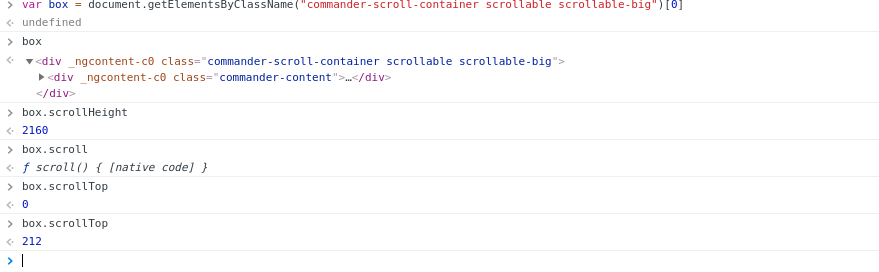 var box = document.getElementsByClassName("commander-scroll-container scrollable scrollable-big")[0]
undefined
box
<div _ngcontent-c0 class="commander-scroll-container scrollable scrollable-big">
<div _ngcontent-c0 class="commander-content">…</div>
</div>
box.scrollHeight
2160
box.scroll
ƒ scroll() { [native code] }
box.scrollTop
0
box.scrollTop
212